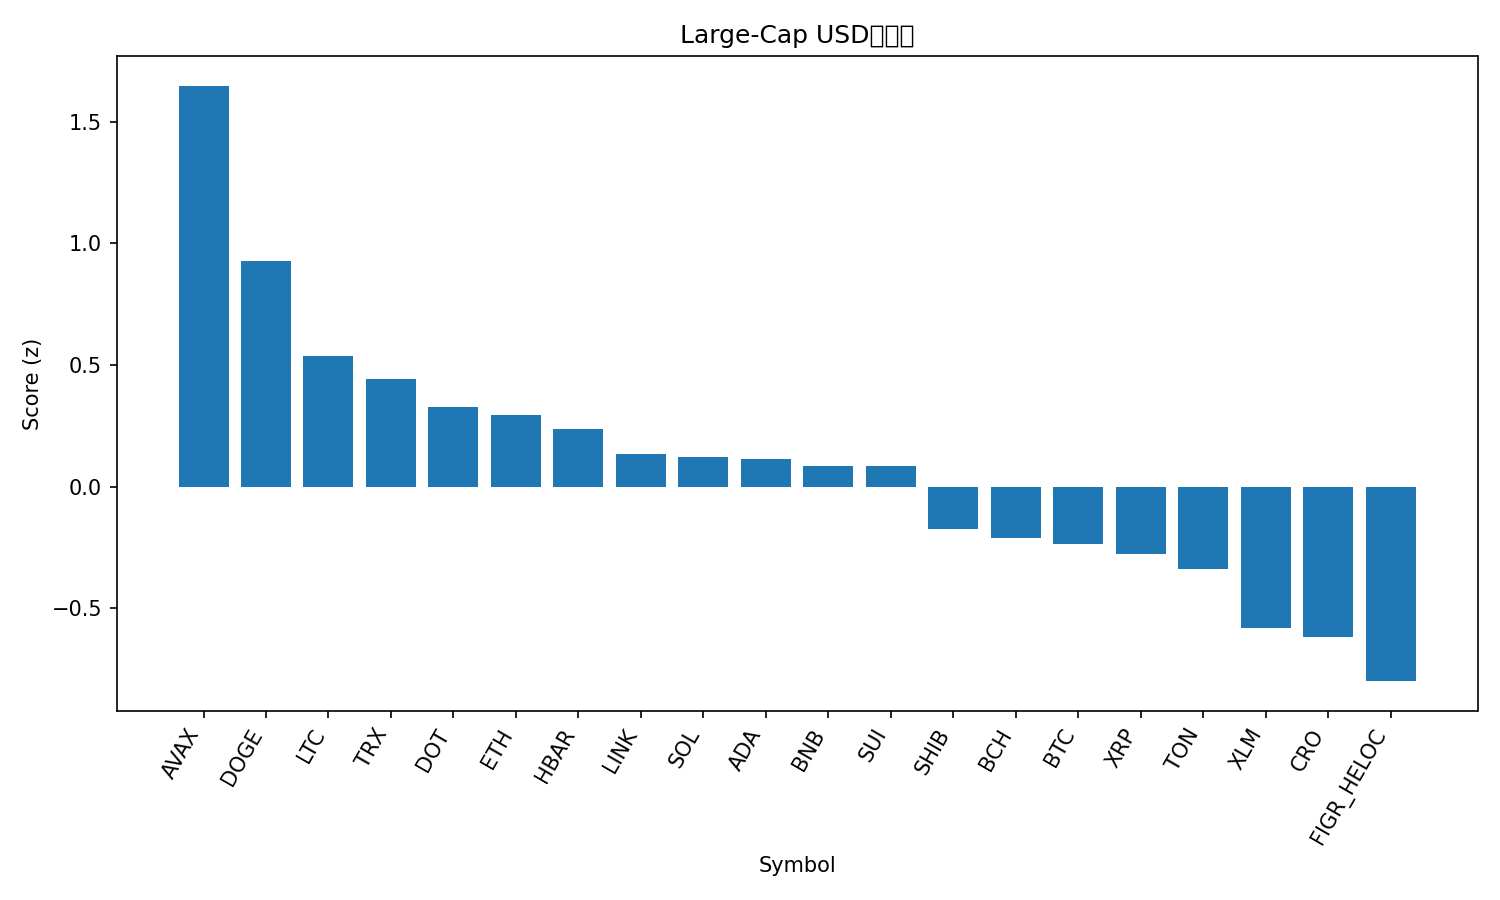 Large-Cap USD
Score (z)
1.5
1.0
0.5
0.0
−0.5
AVAX
DOGE
LTC
TRX
DOT
ETH
HBAR
LINK
SOL
ADA
BNB
SUI
SHIB
BCH
BTC
XRP
TON
XLM
CRO
FIGR_HELOC
Symbol